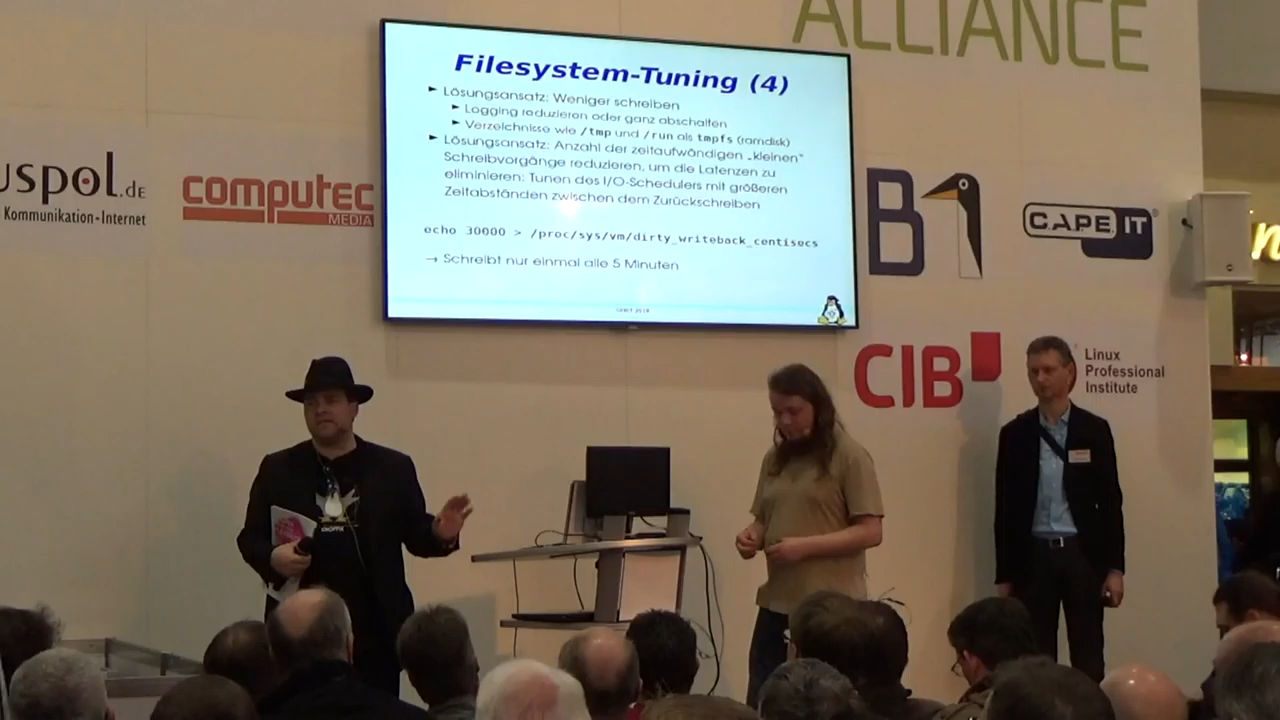 ALLIANCE
Filesystem-Tuning (4)
► Lösungsansatz: Weniger schreiben
► Logging reduzieren oder ganz abschalten
► Verzeichnisse wie /tmp und /run als tmpfs (ramdisk)
► Lösungsansatz: Anzahl der zeitaufwändigen „kleinen“
Schreibvorgänge reduzieren, um die Latenzen zu
eliminieren: Tunen des I/O-Schedulers mit größeren
Zeitabständen zwischen dem Zurückschreiben
echo 30000 > /proc/sys/vm/dirty_writeback_centisecs
→ Schreibt nur einmal alle 5 Minuten
uspol.de
Kommunikation-Internet
computec
MEDIA
B1
C.A.P.E. IT
CIB
Linux
Professional
Institute
KNOPPIX